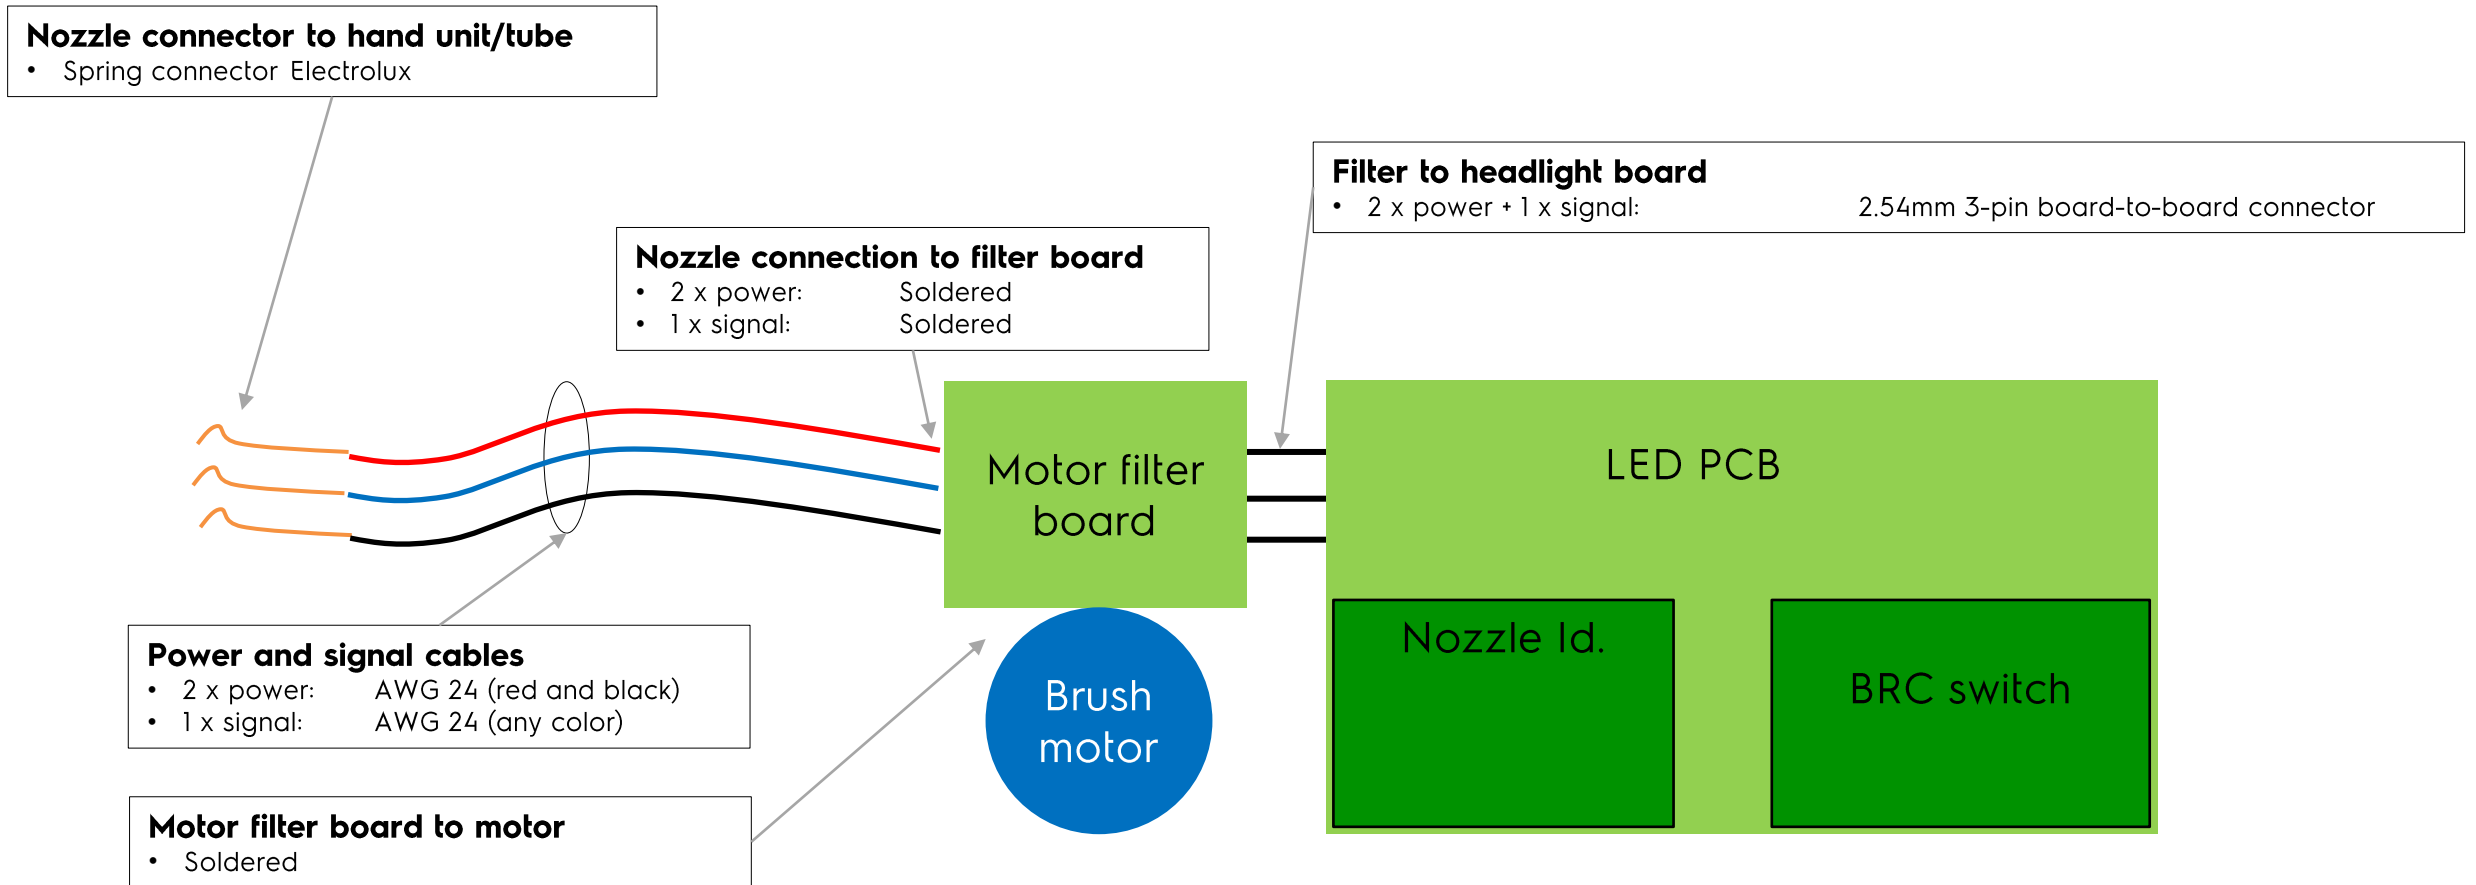 Nozzle connector to hand unit/tube
• Spring connector Electrolux
Filter to headlight board
• 2 x power + 1 x signal: 2.54mm 3-pin board-to-board connector
Nozzle connection to filter board
• 2 x power: Soldered
• 1 x signal: Soldered
Motor filter
board
LED PCB
Nozzle Id.
BRC switch
Brush
motor
Power and signal cables
• 2 x power: AWG 24 (red and black)
• 1 x signal: AWG 24 (any color)
Motor filter board to motor
• Soldered